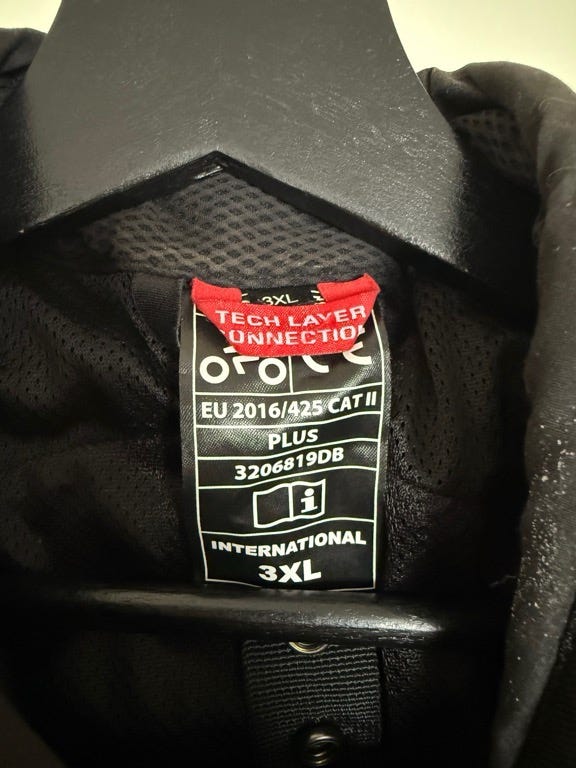 3XL
TECH LAYER
CONNECTION
EU 2016/425 CAT II
PLUS
3206819DB
i
INTERNATIONAL
3XL